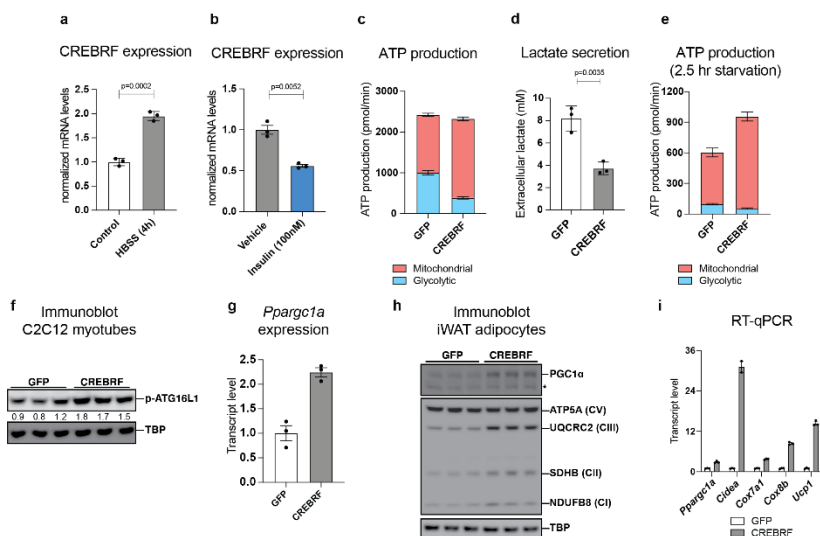 a
CREBRF expression
p=0.0002
normalized mRNA levels
2.5
2.0
1.5
1.0
0.5
0.0
Control
HBSS (4h)
b
CREBRF expression
p=0.0052
normalized mRNA levels
1.5
1.0
0.5
0
Vehicle
Insulin (100nM)
c
ATP production
ATP production (pmol/min)
3000
2100
1200
900
600
300
0
GFP
CREBRF
Mitochondrial
Glycolytic
d
Lactate secretion
p=0.0035
Extracellular lactate (mM)
10
8
6
4
2
0
GFP
CREBRF
e
ATP production
(2.5 hr starvation)
ATP production (pmol/min)
1200
900
600
300
0
GFP
CREBRF
Mitochondrial
Glycolytic
f
Immunoblot
C2C12 myotubes
GFP CREBRF
p-ATG16L1
0.9 0.8 1.2 1.8 1.7 1.5
TBP
g
Ppargc1a
expression
Transcript level
2.5
2.0
1.5
1.0
0.5
0.0
GFP
CREBRF
h
Immunoblot
iWAT adipocytes
GFP CREBRF
PGC1α
*
ATP5A (CV)
UQCRC2 (CIII)
SDHB (CII)
NDUFB8 (CI)
TBP
i
RT-qPCR
Transcript level
36
24
12
0
Ppargc1a
Cidea
Cox7a1
Cox8b
Ucp1
GFP
CREBRF